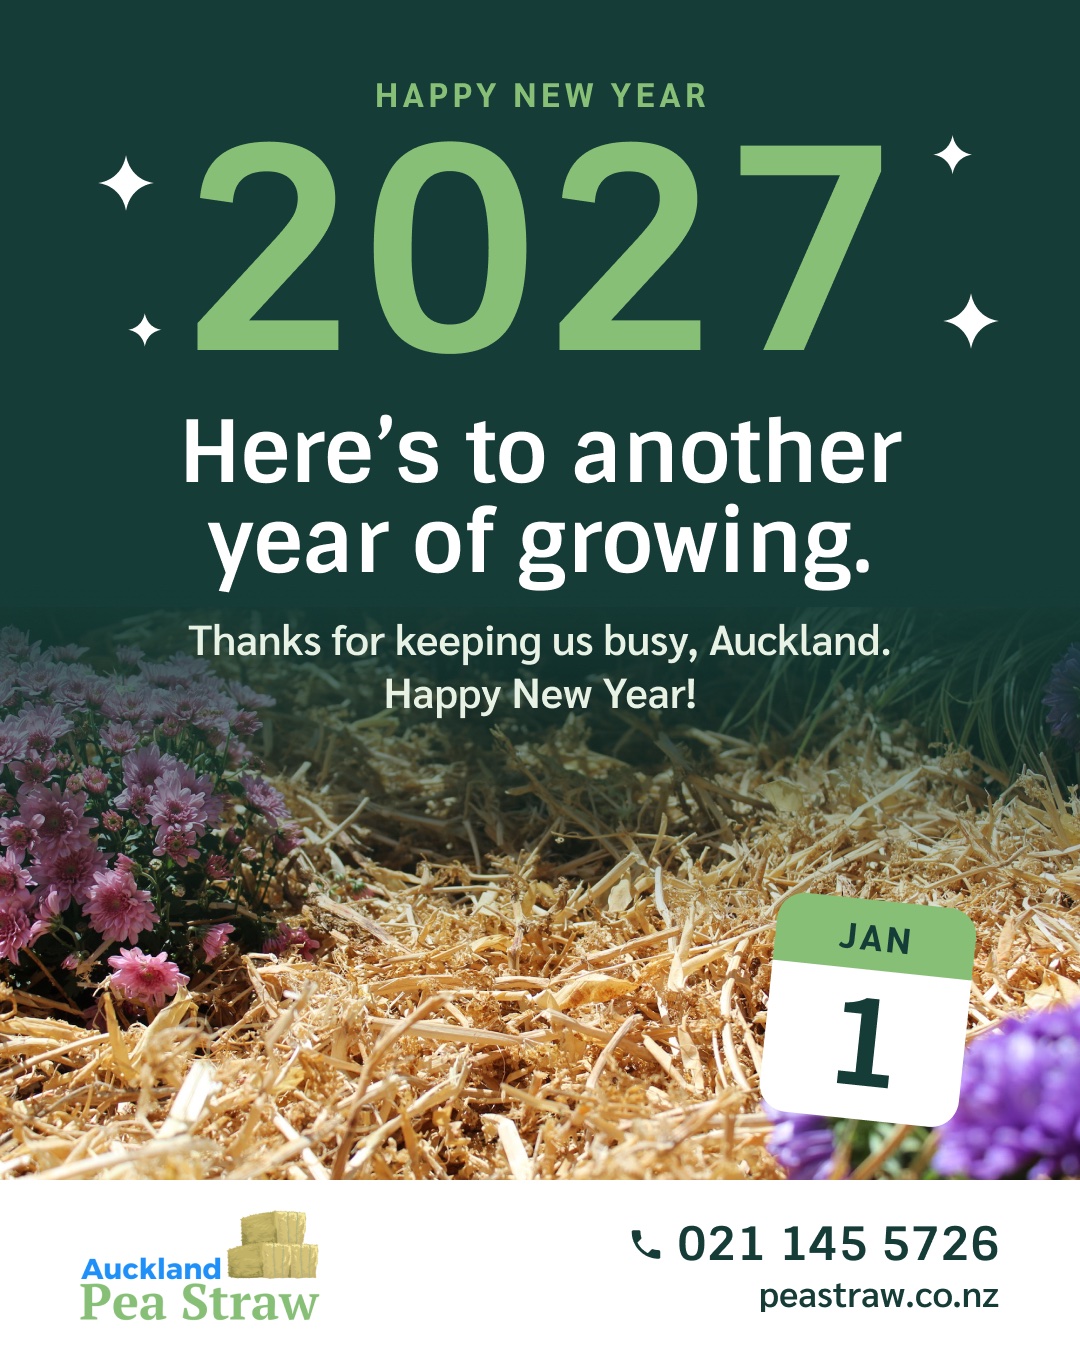 HAPPY NEW YEAR
2027
Here’s to another
year of growing.
Thanks for keeping us busy, Auckland.
Happy New Year!
JAN
1
Auckland
Pea Straw
021 145 5726
peastraw.co.nz